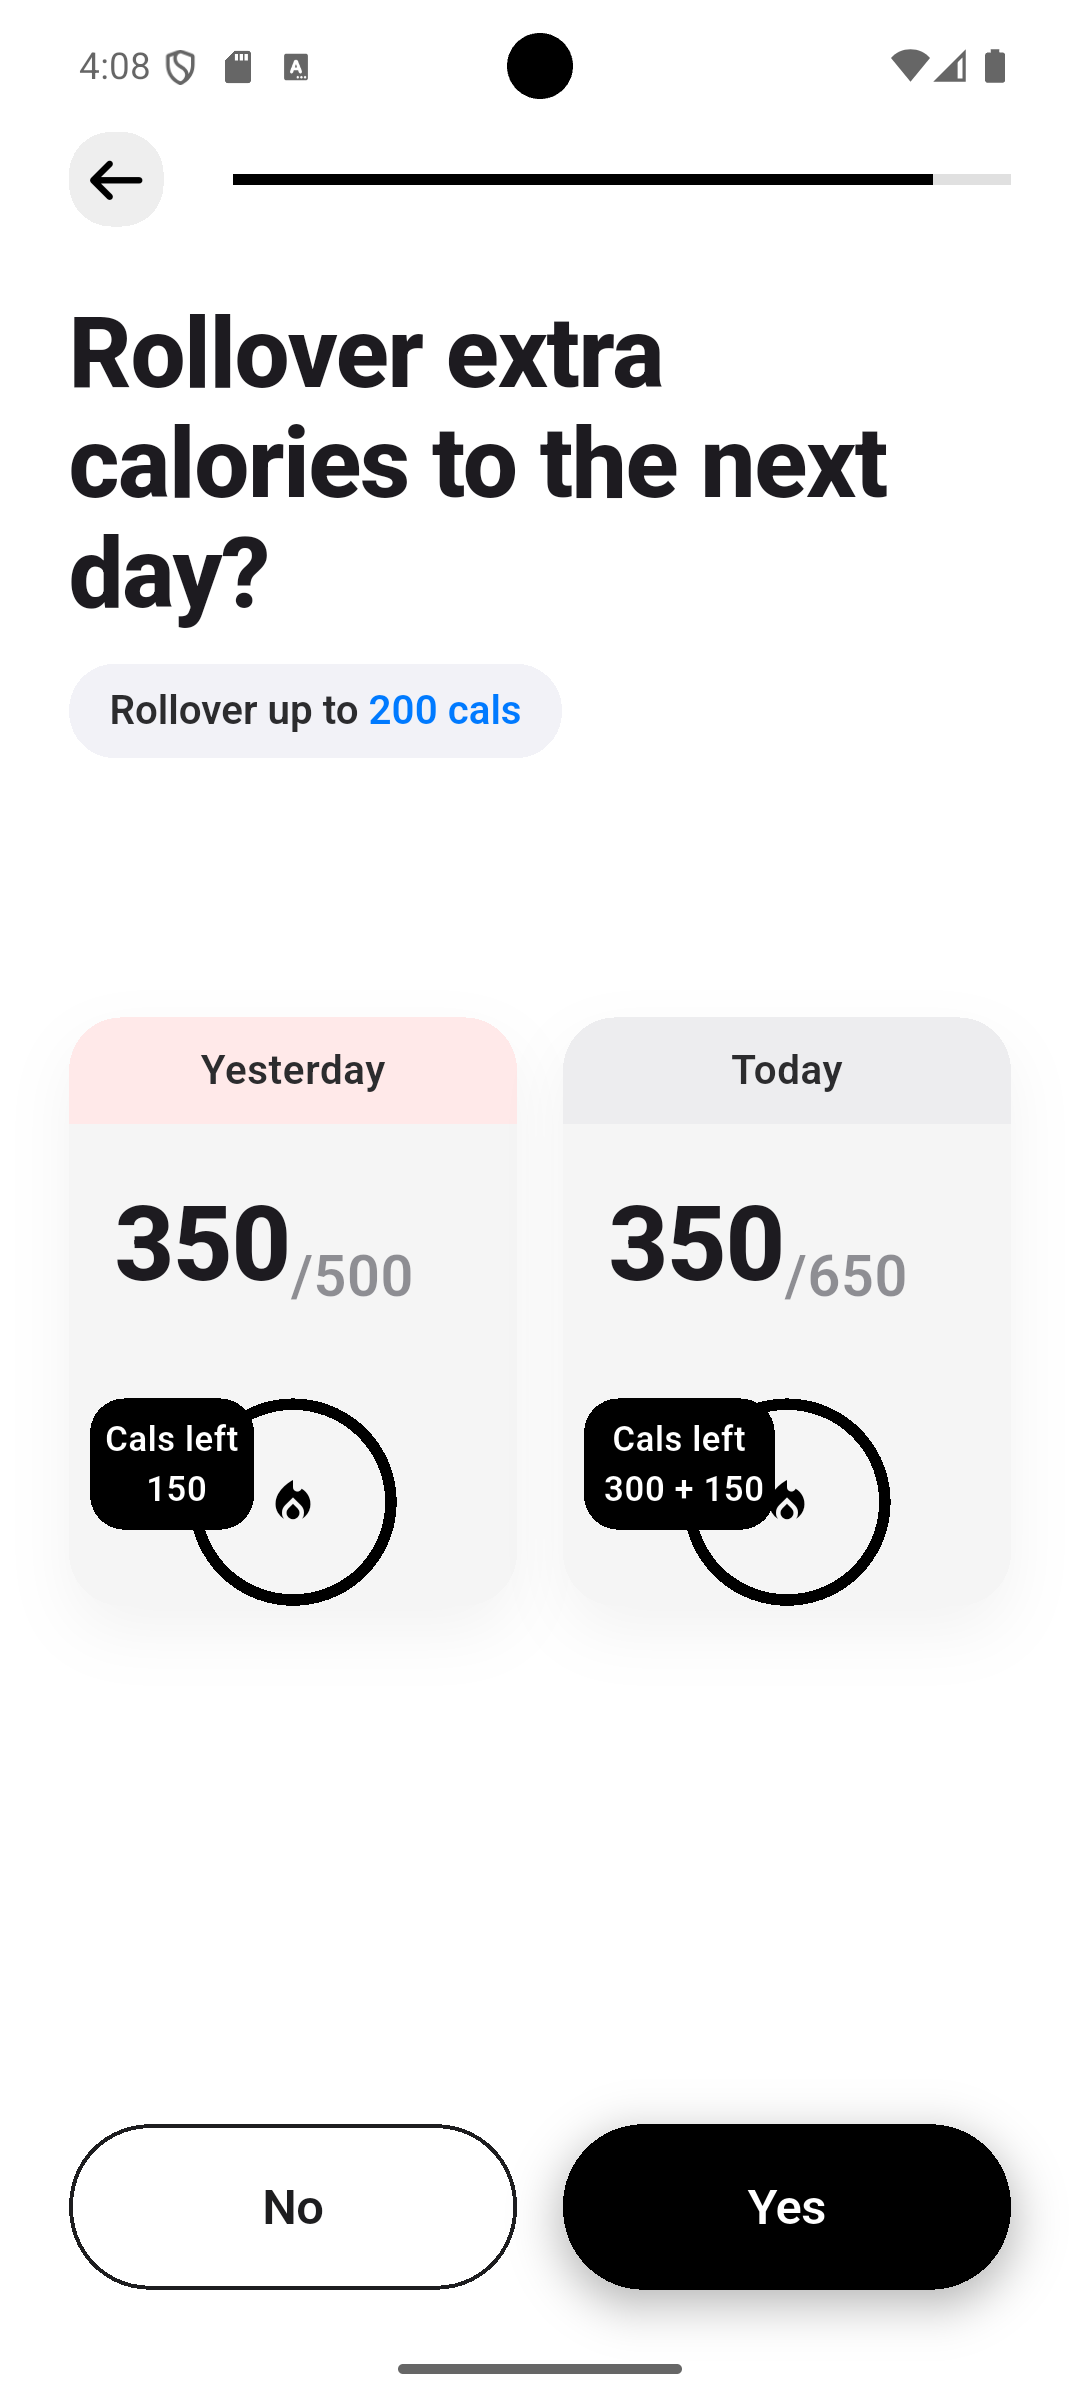 4:08
Rollover extra
calories to the next
day?
Rollover up to 200 cals
Yesterday
350/500
Cals left
150
Today
350/650
Cals left
300 + 150
No
Yes